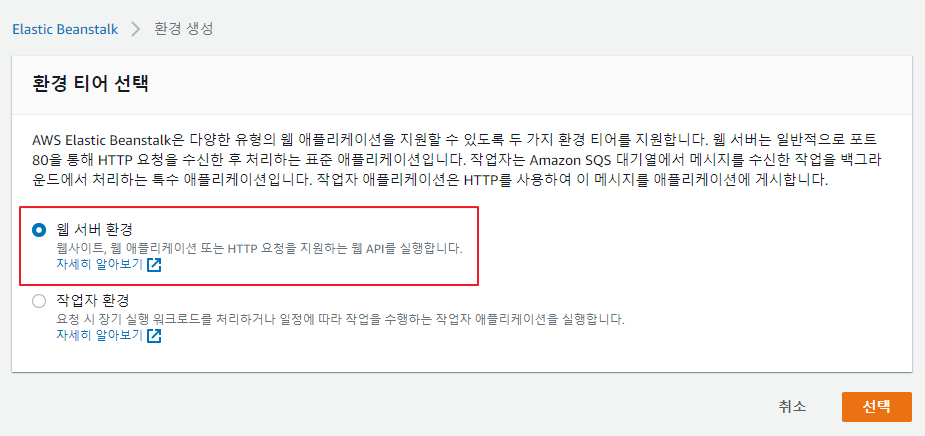 Elastic Beanstalk > 환경 생성
환경 티어 선택
AWS Elastic Beanstalk은 다양한 유형의 웹 애플리케이션을 지원할 수 있도록 두 가지 환경 티어를 지원합니다. 웹 서버는 일반적으로 포트
80을 통해 HTTP 요청을 수신한 후 처리하는 표준 애플리케이션입니다. 작업자는 Amazon SQS 대기열에서 메시지를 수신한 작업을 백그라
운드에서 처리하는 특수 애플리케이션입니다. 작업자 애플리케이션은 HTTP를 사용하여 이 메시지를 애플리케이션에 게시합니다.
웹 서버 환경
웹사이트, 웹 애플리케이션 또는 HTTP 요청을 지원하는 웹 API를 실행합니다.
자세히 알아보기
작업자 환경
요청 시 장기 실행 워크로드를 처리하거나 일정에 따라 작업을 수행하는 작업자 애플리케이션을 실행합니다.
자세히 알아보기
취소
선택